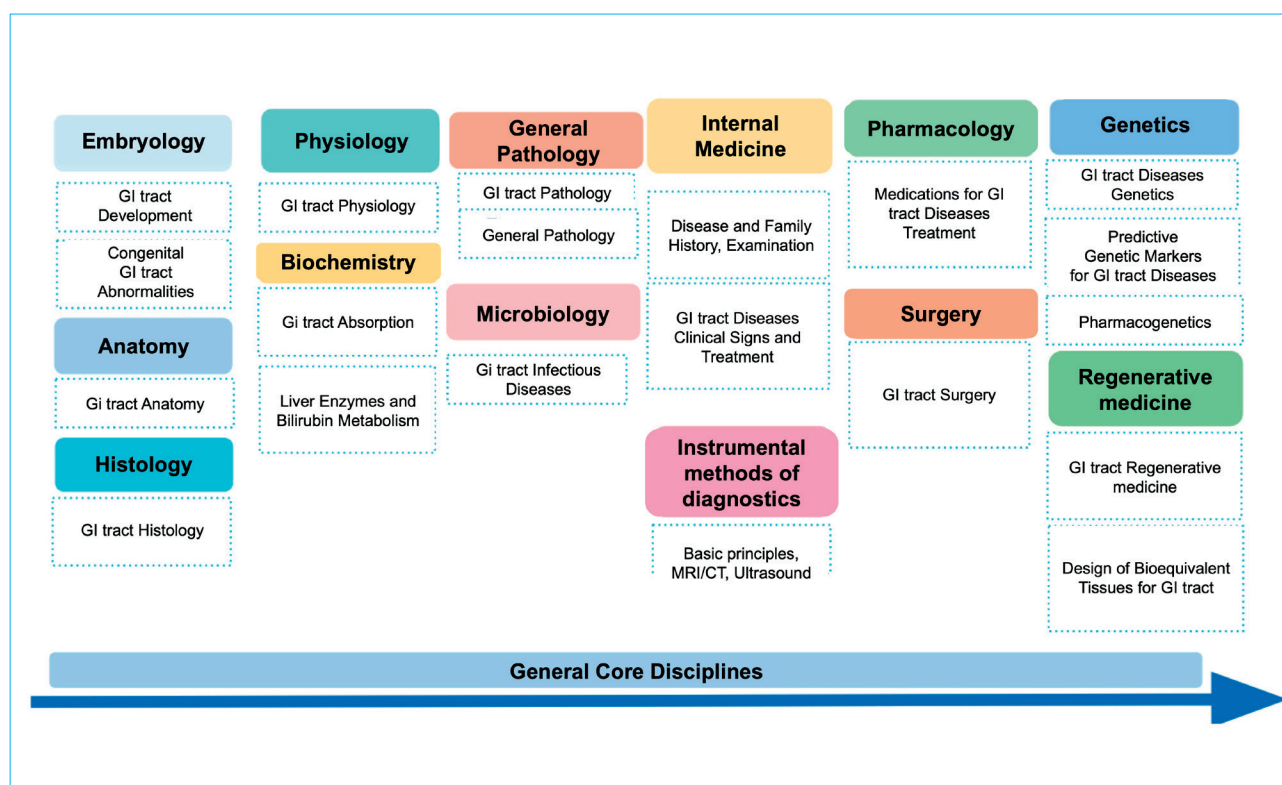 Embryology
GI tract
Development
Congenital
GI tract
Abnormalities
Anatomy
Gi tract Anatomy
Histology
GI tract Histology
Physiology
GI tract Physiology
Biochemistry
Gi tract Absorption
Liver Enzymes and
Bilirubin Metabolism
General
Pathology
GI tract Pathology
General Pathology
Microbiology
Gi tract Infectious
Diseases
Internal
Medicine
Disease and Family
History, Examination
GI tract Diseases
Clinical Signs and
Treatment
Instrumental
methods of
diagnostics
Basic principles,
MRI/CT, Ultrasound
Pharmacology
Medications for GI
tract Diseases
Treatment
Surgery
GI tract Surgery
Genetics
GI tract Diseases
Genetics
Predictive
Genetic Markers
for GI tract Diseases
Pharmacogenetics
Regenerative
medicine
GI tract Regenerative
medicine
Design of Bioequivalent
Tissues for GI tract
General Core Disciplines